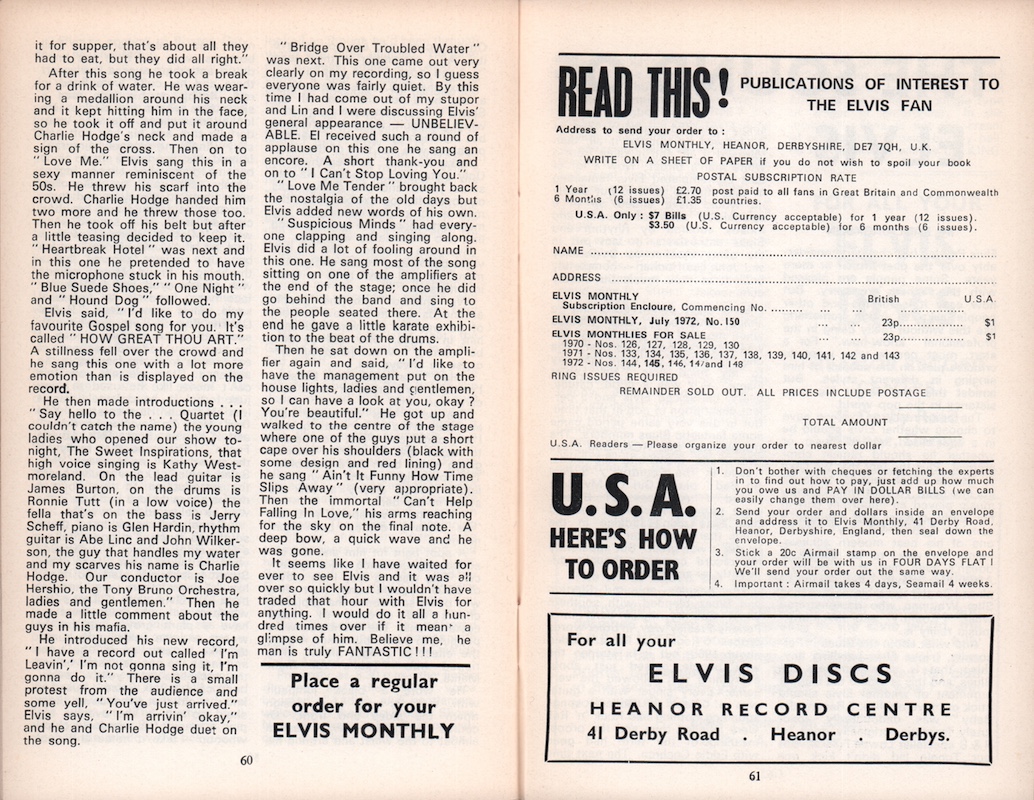 it for supper, that's about all they
had to eat, but they did all right."
After this song he took a break
for a drink of water. He was wear-
ing a medallion around his neck
and it kept hitting him in the face,
so he took it off and put it around
Charlie Hodge's neck and made a
sign of the cross. Then on to
"Love Me." Elvis sang this in a
sexy manner reminiscent of the
50s. He threw his scarf into the
crowd. Charlie Hodge handed him
two more and he threw those too.
Then he took off his belt but after
a little teasing decided to keep it.
"Heartbreak Hotel" was next and
in this one he pretended to have
the microphone stuck in his mouth.
"Blue Suede Shoes," "One Night"
and "Hound Dog" followed.
Elvis said, "I'd like to do my
favourite Gospel song for you. It's
called "HOW GREAT THOU ART."
A stillness fell over the crowd and
he sang this one with a lot more
emotion than is displayed on the
record.
He then made introductions . . .
"Say hello to the . . . Quartet (I
couldn't catch the name) the young
ladies who opened our show to-
night, The Sweet Inspirations, that
high voice singing is Kathy West-
moreland. On the lead guitar is
James Burton, on the drums is
Ronnie Tutt (in a low voice) the
fella that's on the bass is Jerry
Scheff, piano is Glen Hardin, rhythm
guitar is Abe Linc and John Wilker-
son, the guy that handles my water
and my scarves his name is Charlie
Hodge. Our conductor is Joe
Hershio, the Tony Bruno Orchestra,
ladies and gentlemen." Then he
made a little comment about the
guys in his mafia.
He introduced his new record,
"I have a record out called 'I'm
Leavin',' I'm not gonna sing it, I'm
gonna do it." There is a small
protest from the audience and
some yell, "You've just arrived."
Elvis says, "I'm arrivin' okay,"
and he and Charlie Hodge duet on
the song.
60
"Bridge Over Troubled Water"
was next. This one came out very
clearly on my recording, so I guess
everyone was fairly quiet. By this
time I had come out of my stupor
and Lin and I were discussing Elvis'
general appearance — UNBELIEV-
ABLE. El received such a round of
applause on this one he sang an
encore. A short thank-you and
on to "I Can't Stop Loving You."
"Love Me Tender" brought back
the nostalgia of the old days but
Elvis added new words of his own.
"Suspicious Minds" had every-
one clapping and singing along.
Elvis did a lot of fooling around in
this one. He sang most of the song
sitting on one of the amplifiers at
the end of the stage; once he did
go behind the band and sing to
the people seated there. At the
end he gave a little karate exhibi-
tion to the beat of the drums.
Then he sat down on the ampli-
fier again and said, "I'd like to
have the management put on the
house lights, ladies and gentlemen,
so I can have a look at you, okay ?
You're beautiful." He got up and
walked to the centre of the stage
where one of the guys put a short
cape over his shoulders (black with
some design and red lining) and
he sang "Ain't It Funny How Time
Slips Away" (very appropriate).
Then the immortal "Can't Help
Falling In Love," his arms reaching
for the sky on the final note. A
deep bow, a quick wave and he
was gone.
It seems like I have waited for
ever to see Elvis and it was all
over so quickly but I wouldn't have
traded that hour with Elvis for
anything. I would do it all a hun-
dred times over if it meant a
glimpse of him. Believe me, he
man is truly FANTASTIC!!!
Place a regular
order for your
ELVIS MONTHLY
READ THIS! PUBLICATIONS OF INTEREST TO
THE ELVIS FAN
Address to send your order to :
ELVIS MONTHLY, HEANOR, DERBYSHIRE, DE7 7QH, U.K.
WRITE ON A SHEET OF PAPER if you do not wish to spoil your book
POSTAL SUBSCRIPTION RATE
1 Year (12 issues) £2.70 post paid to all fans in Great Britain and Commonwealth
6 Months (6 issues) £1.35 countries.
U.S.A. Only : $7 Bills (U.S. Currency acceptable) for 1 year (12 issues).
$3.50 (U.S. Currency acceptable) for 6 months (6 issues).
NAME
ADDRESS
ELVIS MONTHLY British U.S.A.
Subscription Encloure, Commencing No. ......... ... ... ...................
ELVIS MONTHLY, July 1972, No. 150 ... ... 23p................ $1
ELVIS MONTHLIES FOR SALE ... ... 23p................ $1
1970 - Nos. 126, 127, 128, 129, 130
1971 - Nos. 133, 134, 135, 136, 137, 138, 139, 140, 141, 142 and 143
1972 - Nos. 144, 145, 146, 147 and 148
RING ISSUES REQUIRED
REMAINDER SOLD OUT. ALL PRICES INCLUDE POSTAGE
TOTAL AMOUNT
U.S.A. Readers — Please organize your order to nearest dollar
U.S.A.
HERE'S HOW
TO ORDER
1. Don't bother with cheques or fetching the experts
in to find out how to pay, just add up how much
you owe us and PAY IN DOLLAR BILLS (we can
easily change them over here).
2. Send your order and dollars inside an envelope
and address it to Elvis Monthly, 41 Derby Road,
Heanor, Derbyshire, England, then seal down the
envelope.
3. Stick a 20c Airmail stamp on the envelope and
your order will be with us in FOUR DAYS FLAT !
We'll send your order out the same way.
4. Important : Airmail takes 4 days, Seamail 4 weeks.
For all your
ELVIS DISCS
HEANOR RECORD CENTRE
41 Derby Road . Heanor . Derbys.
61